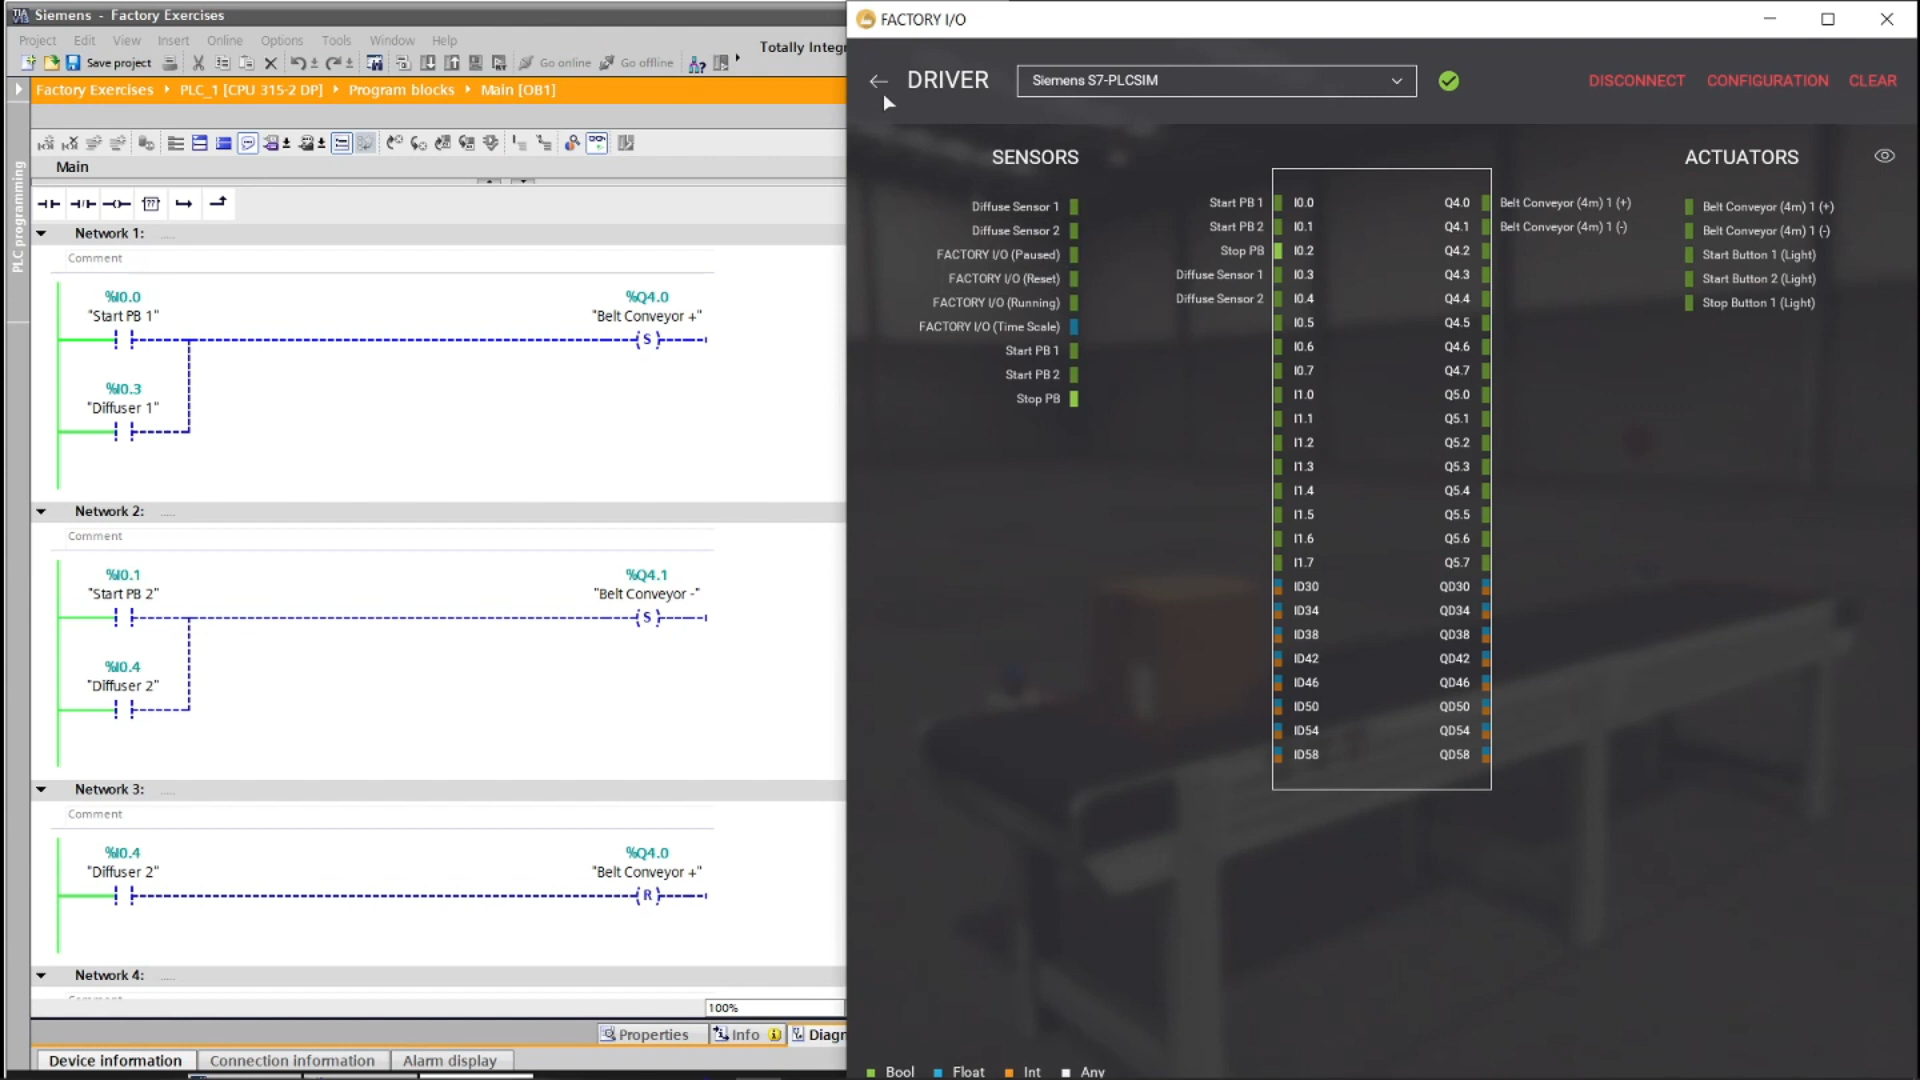 Siemens - Factory Exercises
Project Edit View Insert Online Options Tools Window Help
Totally Integr
Save project
Go online Go offline
Factory Exercises PLC_1 [CPU 315-2 DP] Program blocks Main [OB1]
PLC programming
Main
??
Network 1: .....
Comment
%I0.0
"Start PB 1"
%Q4.0
"Belt Conveyor +"
S
%I0.3
"Diffuser 1"
Network 2: .....
Comment
%I0.1
"Start PB 2"
%Q4.1
"Belt Conveyor -"
S
%I0.4
"Diffuser 2"
Network 3: .....
Comment
%I0.4
"Diffuser 2"
%Q4.0
"Belt Conveyor +"
R
Network 4: .....
100%
Properties Info Diagn
Device information Connection information Alarm display
FACTORY I/O
DRIVER Siemens S7-PLCSIM DISCONNECT CONFIGURATION CLEAR
SENSORS
Diffuse Sensor 1
Diffuse Sensor 2
FACTORY I/O (Paused)
FACTORY I/O (Reset)
FACTORY I/O (Running)
FACTORY I/O (Time Scale)
Start PB 1
Start PB 2
Stop PB
Start PB 1 I0.0 Q4.0 Belt Conveyor (4m) 1 (+)
Start PB 2 I0.1 Q4.1 Belt Conveyor (4m) 1 (-)
Stop PB I0.2 Q4.2
Diffuse Sensor 1 I0.3 Q4.3
Diffuse Sensor 2 I0.4 Q4.4
I0.5 Q4.5
I0.6 Q4.6
I0.7 Q4.7
I1.0 Q5.0
I1.1 Q5.1
I1.2 Q5.2
I1.3 Q5.3
I1.4 Q5.4
I1.5 Q5.5
I1.6 Q5.6
I1.7 Q5.7
ID30 QD30
ID34 QD34
ID38 QD38
ID42 QD42
ID46 QD46
ID50 QD50
ID54 QD54
ID58 QD58
ACTUATORS
Belt Conveyor (4m) 1 (+)
Belt Conveyor (4m) 1 (-)
Start Button 1 (Light)
Start Button 2 (Light)
Stop Button 1 (Light)
Bool Float Int Any